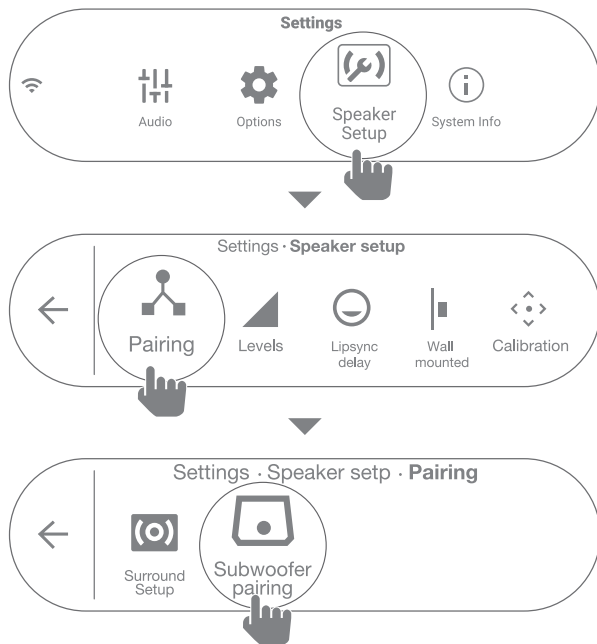 Settings
Audio
Options
Speaker
Setup
System Info
Settings · Speaker setup
Pairing
Levels
Lipsync
delay
Wall
mounted
Calibration
Settings · Speaker setp · Pairing
Surround
Setup
Subwoofer
pairing